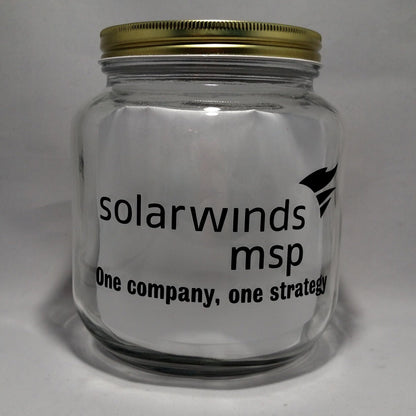 solarwinds
msp
One company, one strategy